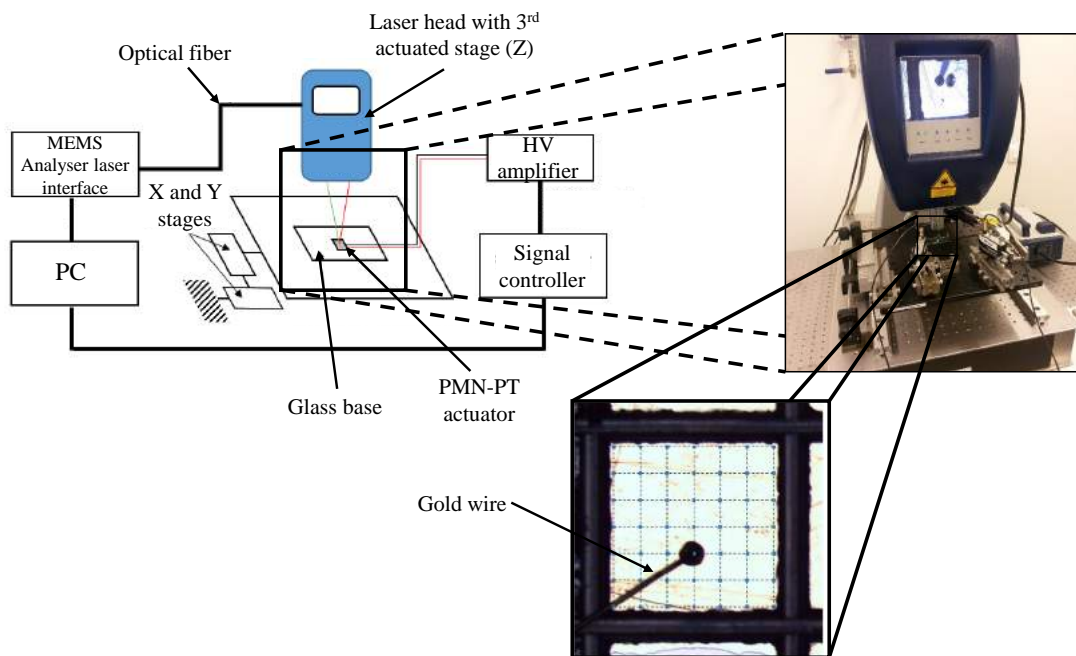 Laser head with 3rd
actuated stage (Z)
Optical fiber
MEMS
Analyser laser
interface
HV
amplifier
X and Y
stages
PC
Signal
controller
Glass base
PMN-PT
actuator
Gold wire